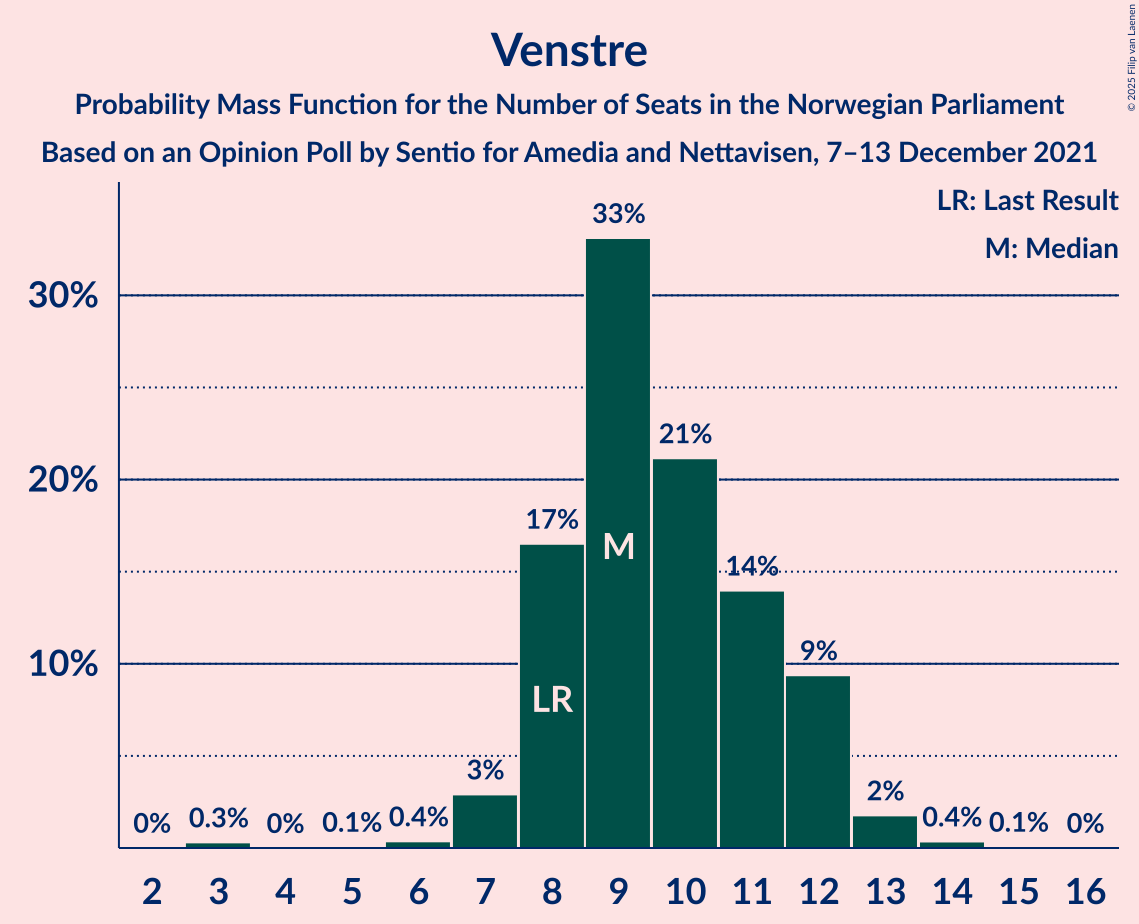 Venstre
Probability Mass Function for the Number of Seats in the Norwegian Parliament
Based on an Opinion Poll by Sentio for Amedia and Nettavisen, 7–13 December 2021
© 2025 Filip van Laenen
LR: Last Result
M: Median
30%
20%
10%
0%
0.3%
0%
0.1%
0.4%
3%
17%
33%
21%
14%
9%
2%
0.4%
0.1%
0%
LR
M
2 3 4 5 6 7 8 9 10 11 12 13 14 15 16